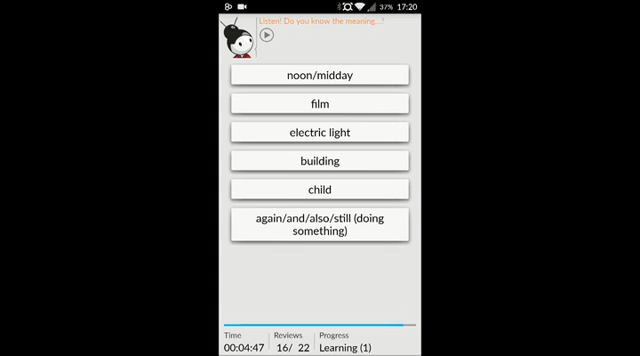 37% 17:20
Listen! Do you know the meaning...?
noon/midday
film
electric light
building
child
again/and/also/still (doing
something)
Time Reviews Progress
00:04:47 16/ 22 Learning (1)